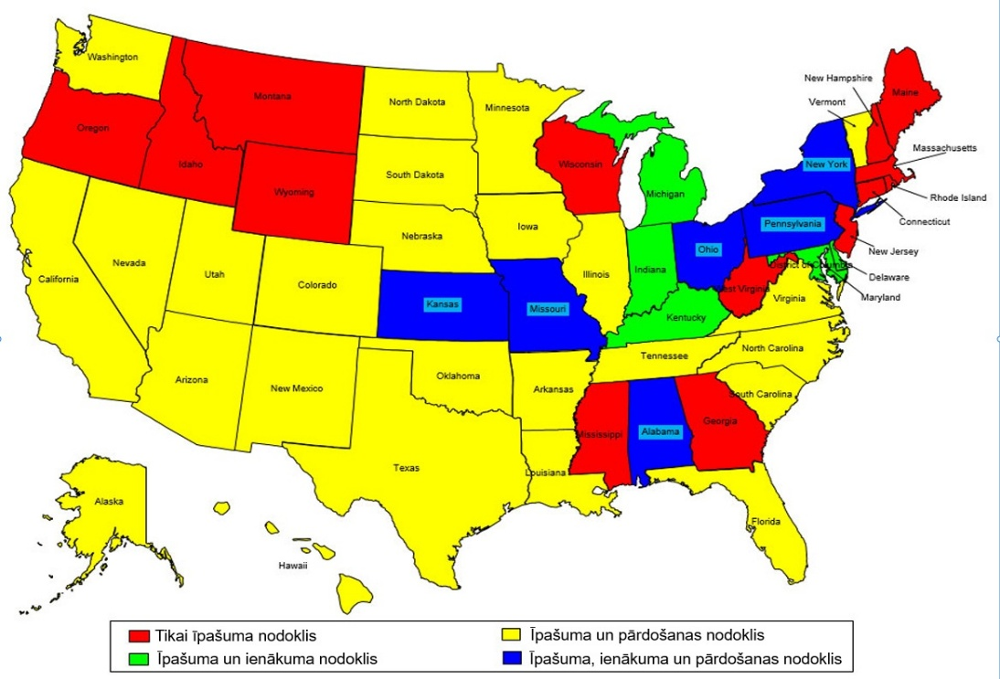 Washington
Montana
North Dakota
Minnesota
New Hampshire
Vermont
Maine
Oregon
Idaho
Wyoming
South Dakota
Wisconsin
Michigan
New York
Massachusetts
Rhode Island
Connecticut
New Jersey
Delaware
Maryland
Pennsylvania
District of Columbia
Nebraska
Iowa
Illinois
Indiana
Ohio
West Virginia
Virginia
California
Nevada
Utah
Colorado
Kansas
Missouri
Kentucky
Arizona
New Mexico
Oklahoma
Arkansas
Tennessee
North Carolina
South Carolina
Mississippi
Alabama
Georgia
Texas
Louisiana
Florida
Alaska
Hawaii
Tikai īpašuma nodoklis
Īpašuma un pārdošanas nodoklis
Īpašuma un ienākuma nodoklis
Īpašuma, ienākuma un pārdošanas nodoklis